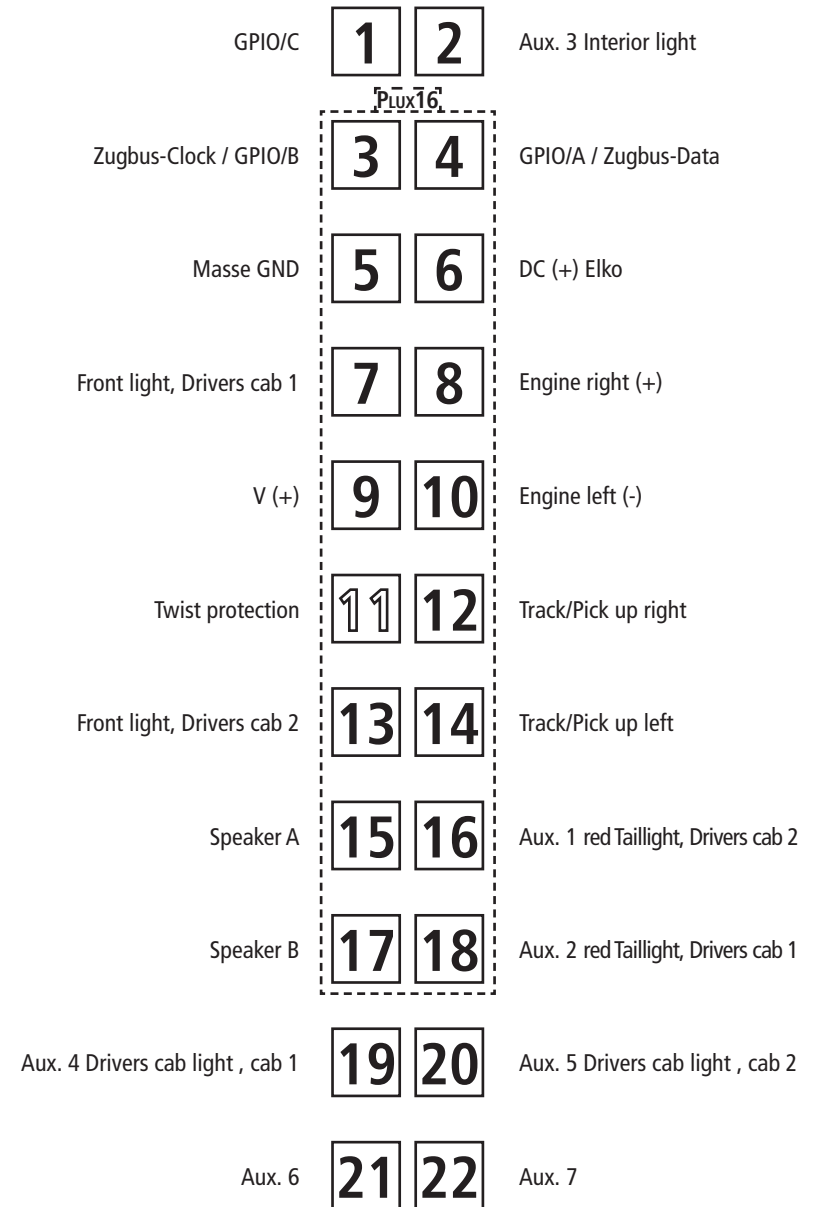 GPIO/C 1 2 Aux. 3 Interior light
PLUX16
Zugbus-Clock / GPIO/B 3 4 GPIO/A / Zugbus-Data
Masse GND 5 6 DC (+) Elko
Front light, Drivers cab 1 7 8 Engine right (+)
V (+) 9 10 Engine left (-)
Twist protection 11 12 Track/Pick up right
Front light, Drivers cab 2 13 14 Track/Pick up left
Speaker A 15 16 Aux. 1 red Taillight, Drivers cab 2
Speaker B 17 18 Aux. 2 red Taillight, Drivers cab 1
Aux. 4 Drivers cab light , cab 1 19 20 Aux. 5 Drivers cab light , cab 2
Aux. 6 21 22 Aux. 7